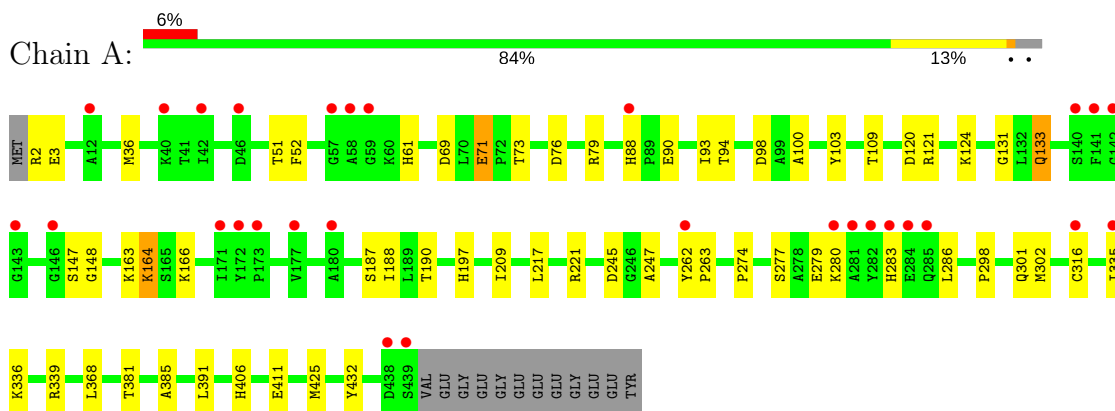 6%
Chain A:
84% 13% • •
MET R2 E3 A12 M36 K40 T41 I42 D46 T51 F52 G57 A58 G59 K60 H61 D69 L70 E71 P72 T73 D76 R79 H88 P89 E90 I93 T94 D98 A99 A100 Y103 T109 D120 R121 K124 G131 L132 Q133 S140 F141 G142
G143 G146 S147 G148 K163 K164 S165 K166 I171 Y172 P173 V177 A180 S187 I188 L189 T190 H197 I209 L217 R221 D245 G246 A247 Y262 P263 P274 S277 A278 E279 K280 A281 Y282 H283 E284 Q285 L286 P298 Q301 M302 C316 I335
K336 R339 L368 T381 A385 L391 H406 E411 M425 Y432 D438 S439 VAL GLU GLY GLU GLU GLY GLU GLU GLU GLY GLU GLU TYR